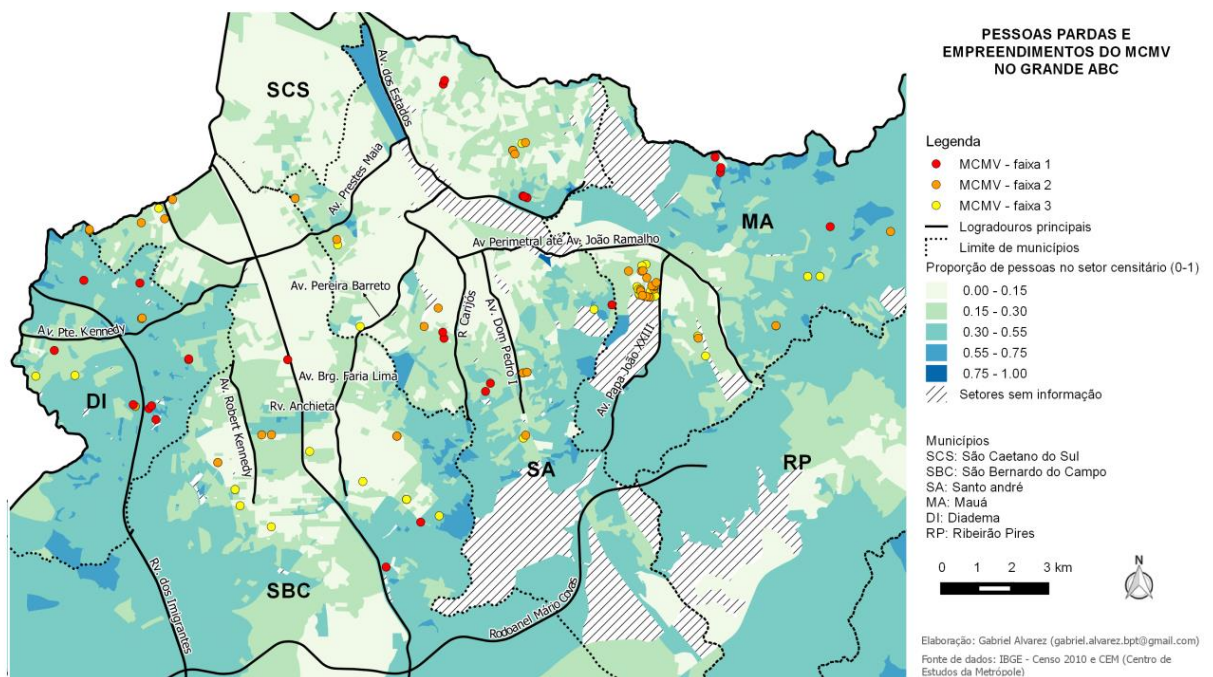 PESSOAS PARDAS E
EMPREENDIMENTOS DO MCMV
NO GRANDE ABC
Legenda
MCMV - faixa 1
MCMV - faixa 2
MCMV - faixa 3
Logradouros principais
Limite de municípios
Proporção de pessoas no setor censitário (0-1)
0.00 - 0.15
0.15 - 0.30
0.30 - 0.55
0.55 - 0.75
0.75 - 1.00
Setores sem informação
Municípios
SCS: São Caetano do Sul
SBC: São Bernardo do Campo
SA: Santo andré
MA: Mauá
DI: Diadema
RP: Ribeirão Pires
0 1 2 3 km
N
Elaboração: Gabriel Alvarez (gabriel.alvarez.bpt@gmail.com)
Fonte de dados: IBGE - Censo 2010 e CEM (Centro de
Estudos da Metrópole)
SCS
Av. dos Estados
Av. Prestes Maia
MA
Av Perimetral até Av. João Ramalho
Av. Pereira Barreto
R Carijós
Av. Dom Pedro I
Av. Papa João XXIII
Av. Pte. Kennedy
Av. Brg. Faria Lima
Av. Robert Kennedy
Rv. Anchieta
DI
SA
RP
SBC
Rv. dos Imigrantes
Rodoanel Mário Covas